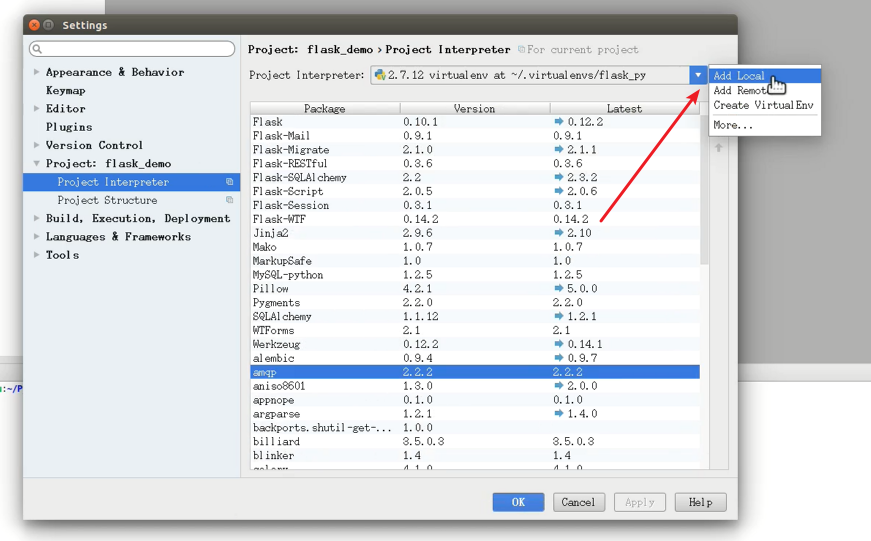 Settings
Project: flask_demo › Project Interpreter For current project
Project Interpreter: 2.7.12 virtualenv at ~/.virtualenvs/flask_py
Add Local
Add Remot
Create VirtualEnv
More...
Appearance & Behavior
Keymap
Editor
Plugins
Version Control
Project: flask_demo
Project Interpreter
Project Structure
Build, Execution, Deployment
Languages & Frameworks
Tools
Package Version Latest
Flask 0.10.1 0.12.2
Flask-Mail 0.9.1 0.9.1
Flask-Migrate 2.1.0 2.1.1
Flask-RESTful 0.3.6 0.3.6
Flask-SQLAlchemy 2.2 2.3.2
Flask-Script 2.0.5 2.0.6
Flask-Session 0.3.1 0.3.1
Flask-WTF 0.14.2 0.14.2
Jinja2 2.9.6 2.10
Mako 1.0.7 1.0.7
MarkupSafe 1.0 1.0
MySQL-python 1.2.5 1.2.5
Pillow 4.2.1 5.0.0
Pygments 2.2.0 2.2.0
SQLAlchemy 1.1.12 1.2.1
WTForms 2.1 2.1
Werkzeug 0.12.2 0.14.1
alembic 0.9.4 0.9.7
amqp 2.2.2 2.2.2
aniso8601 1.3.0 2.0.0
appnope 0.1.0 0.1.0
argparse 1.2.1 1.4.0
backports.shutil-get-... 1.0.0
billiard 3.5.0.3 3.5.0.3
blinker 1.4 1.4
celery 4.1.0 4.1.0
:~/P
OK Cancel Apply Help